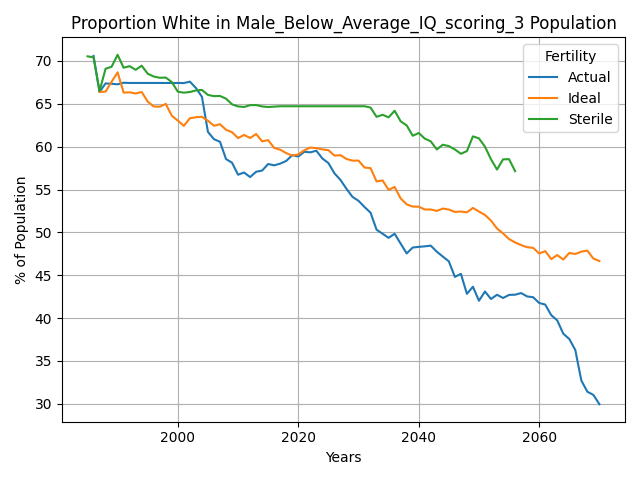 Proportion White in Male_Below_Average_IQ_scoring_3 Population
Fertility
Actual
Ideal
Sterile
% of Population
70
65
60
55
50
45
40
35
30
2000
2020
2040
2060
Years